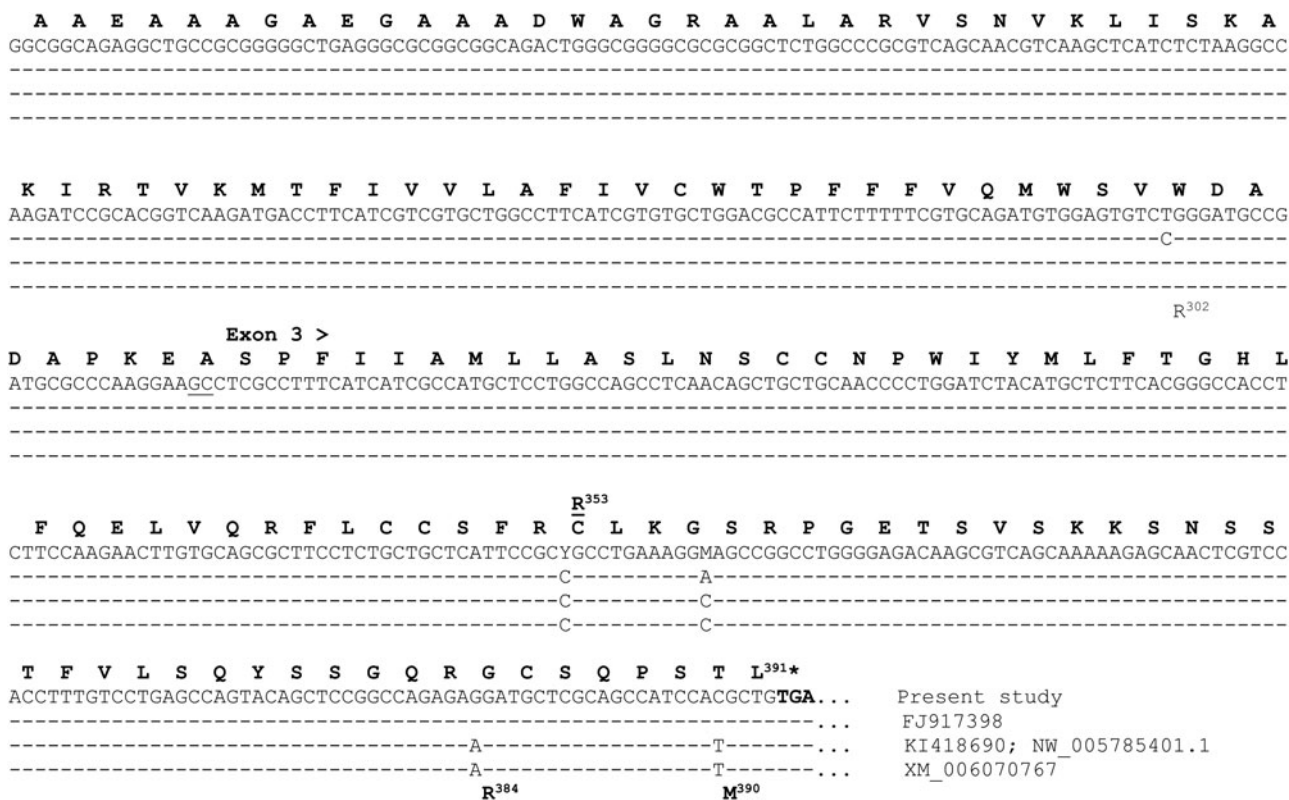 A A E A A A G A E G A A A D W A G R A A L A R V S N V K L I S K A
GGCGGCAGAGGCTGCCGCGGGGGCTGAGGGCGCGGCGGCAGACTGGGCGGGGCGCGCGGCTCTGGCCCGCGTCAGCAACGTCAAGCTCATCTCTAAGGCC
----------------------------------------------------------------------------------------------------
----------------------------------------------------------------------------------------------------
----------------------------------------------------------------------------------------------------
K I R T V K M T F I V V L A F I V C W T P F F F V Q M W S V W D A
AAGATCCGCACGGTCAAGATGACCTTCATCGTCGTGCTGGCCTTCATCGTGTGCTGGACGCCATTCTTTTTCGTGCAGATGTGGAGTGTCTGGGATGCCG
------------------------------------------------------------------------------------------C---------
----------------------------------------------------------------------------------------------------
----------------------------------------------------------------------------------------------------
R302
Exon 3 >
D A P K E A S P F I I A M L L A S L N S C C N P W I Y M L F T G H L
ATGCGCCCAAGGAAGCCTCGCCTTTCATCATCGCCATGCTCCTGGCCAGCCTCAACAGCTGCTGCAACCCCTGGATCTACATGCTCTTCACGGGCCACCT
----------------------------------------------------------------------------------------------------
----------------------------------------------------------------------------------------------------
----------------------------------------------------------------------------------------------------
R353
F Q E L V Q R F L C C S F R C L K G S R P G E T S V S K K S N S S
CTTCCAAGAACTTGTGCAGCGCTTCCTCTGCTGCTCATTCCGCYGCCTGAAAGGMAGCCGGCCTGGGGAGACAAGCGTCAGCAAAAAGAGCAACTCGTCC
-------------------------------------------C----------A---------------------------------------------
-------------------------------------------C----------C---------------------------------------------
-------------------------------------------C----------C---------------------------------------------
T F V L S Q Y S S G Q R G C S Q P S T L391*
ACCTTTGTCCTGAGCCAGTACAGCTCCGGCCAGAGAGGATGCTCGCAGCCATCCACGCTGTGA... Present study
---------------------------------------------------------------... FJ917398
------------------------------------A------------------T-------... KI418690; NW_005785401.1
------------------------------------A------------------T-------... XM_006070767
R384 M390